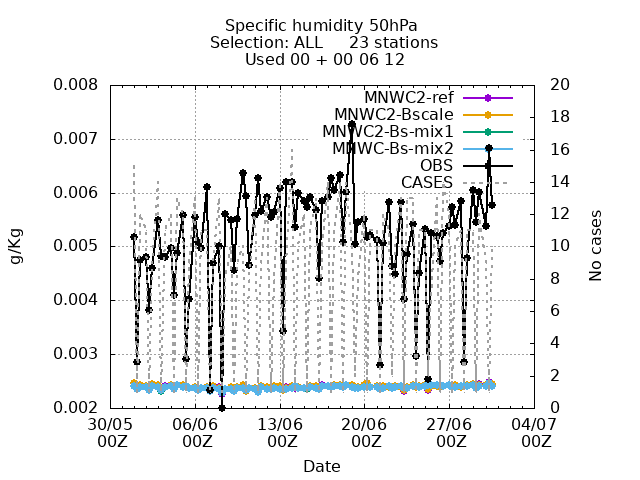 Specific humidity 50hPa
Selection: ALL     23 stations
Used 00 + 00 06 12
0.008
0.007
0.006
0.005
0.004
0.003
0.002
g/Kg
20
18
16
14
12
10
8
6
4
2
0
No cases
MNWC2-ref
MNWC2-Bscale
MNWC2-Bs-mix1
MNWC-Bs-mix2
OBS
CASES
30/05 06/06 13/06 20/06 27/06 04/07
00Z 00Z 00Z 00Z 00Z 00Z
Date